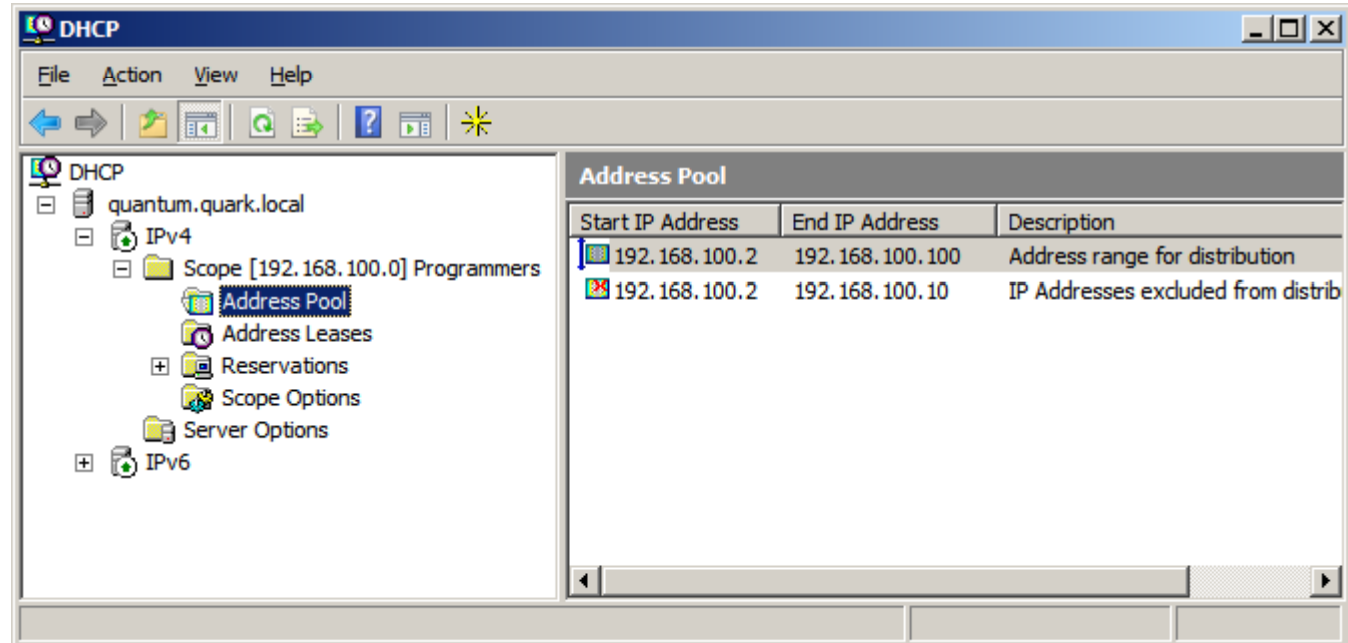 DHCP
File Action View Help
DHCP
quantum.quark.local
IPv4
Scope [192.168.100.0] Programmers
Address Pool
Address Leases
Reservations
Scope Options
Server Options
IPv6
Address Pool
Start IP Address End IP Address Description
192.168.100.2 192.168.100.100 Address range for distribution
192.168.100.2 192.168.100.10 IP Addresses excluded from distrib